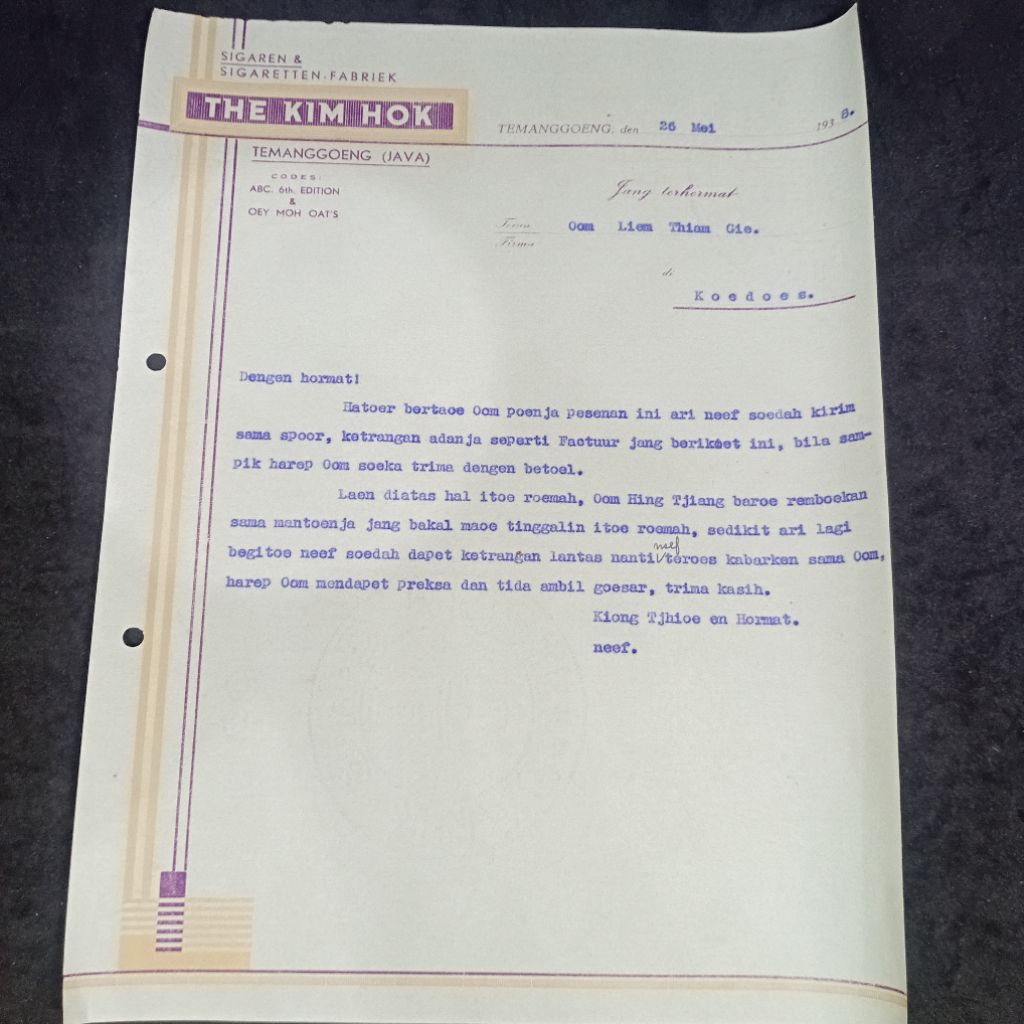 SIGAREN &
SIGARETTEN-FABRIEK
THE KIM HOK
TEMANGGOENG, den 26 Mei 1938.
TEMANGGOENG (JAVA)
CODES:
ABC. 6th. EDITION
&
OEY MOH OAT'S
Jang terhormat
Toean Oom Liem Thiam Gie.
Firma
di
Koedoes.
Dengen hormat!
Hatoer bertaoe Oom poenja pesenan ini ari neef soedah kirim
sama spoor, ketrangan adanja seperti Factuur jang berikoet ini, bila sam-
pik harep Oom soeka trima dengen betoel.
Laen diatas hal itoe roemah, Oom Hing Tjiang baroe remboekan
sama mantoenja jang bakal maoe tinggalin itoe roemah, sedikit ari lagi
neef
begitoe neef soedah dapet ketrangan lantas nanti teroes kabarken sama Oom,
harep Oom mendapet preksa dan tida ambil goesar, trima kasih.
Kiong Tjhioe en Hormat.
neef.